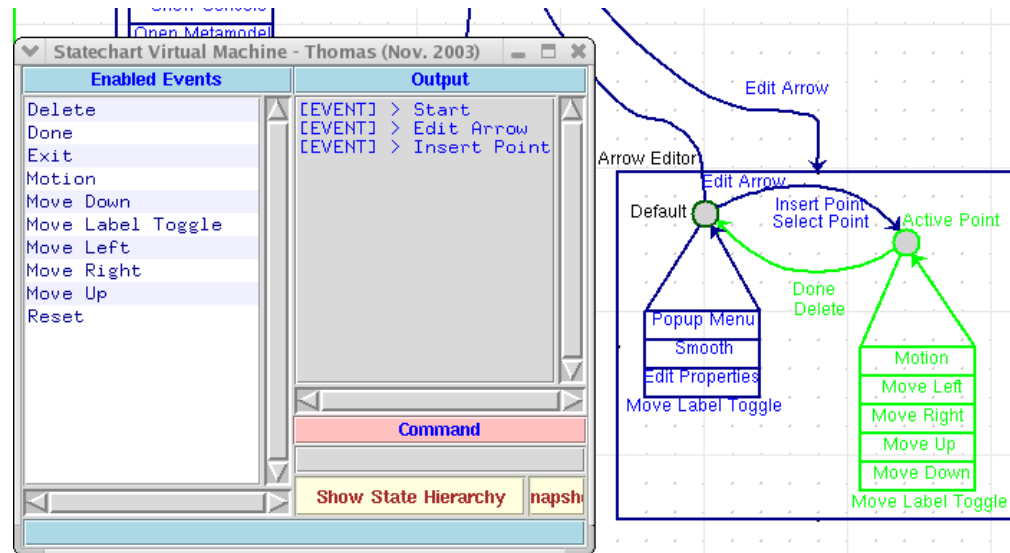 Show Console
Open Metamodel
Statechart Virtual Machine - Thomas (Nov. 2003)
Enabled Events
Delete
Done
Exit
Motion
Move Down
Move Label Toggle
Move Left
Move Right
Move Up
Reset
Output
[EVENT] > Start
[EVENT] > Edit Arrow
[EVENT] > Insert Point
Command
Show State Hierarchy
napsh
Edit Arrow
Arrow Editor
Edit Arrow
Default
Insert Point
Select Point
Active Point
Done
Delete
Popup Menu
Smooth
Edit Properties
Move Label Toggle
Motion
Move Left
Move Right
Move Up
Move Down
Move Label Toggle